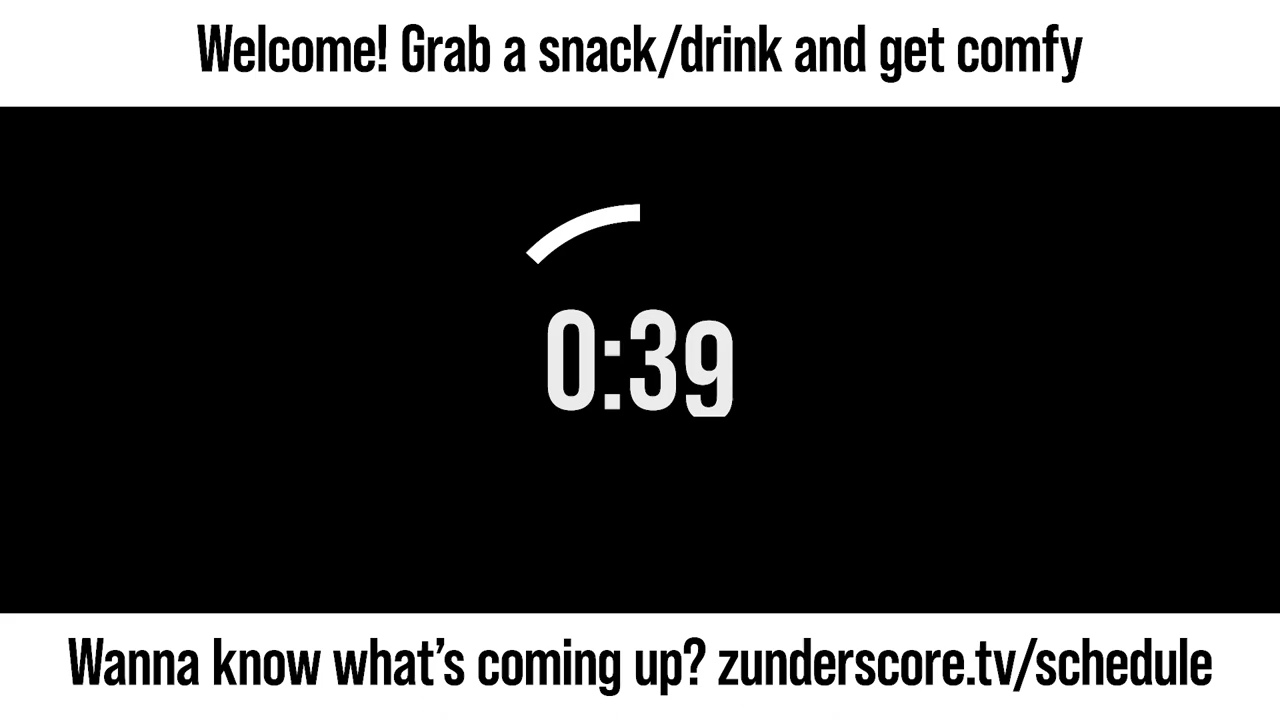 Welcome! Grab a snack/drink and get comfy
0:39
Wanna know what's coming up? zunderscore.tv/schedule